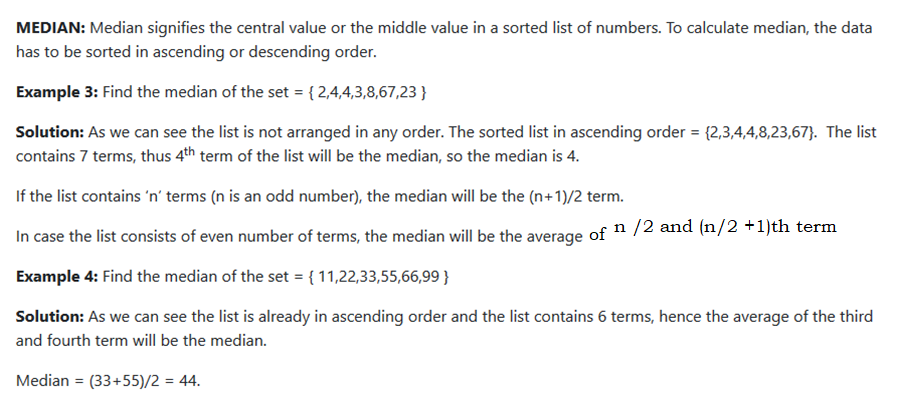 MEDIAN: Median signifies the central value or the middle value in a sorted list of numbers. To calculate median, the data
has to be sorted in ascending or descending order.
Example 3: Find the median of the set = { 2,4,4,3,8,67,23 }
Solution: As we can see the list is not arranged in any order. The sorted list in ascending order = {2,3,4,4,8,23,67}. The list
contains 7 terms, thus 4th term of the list will be the median, so the median is 4.
If the list contains ‘n’ terms (n is an odd number), the median will be the (n+1)/2 term.
In case the list consists of even number of terms, the median will be the average of n /2 and (n/2 +1)th term
Example 4: Find the median of the set = { 11,22,33,55,66,99 }
Solution: As we can see the list is already in ascending order and the list contains 6 terms, hence the average of the third
and fourth term will be the median.
Median = (33+55)/2 = 44.